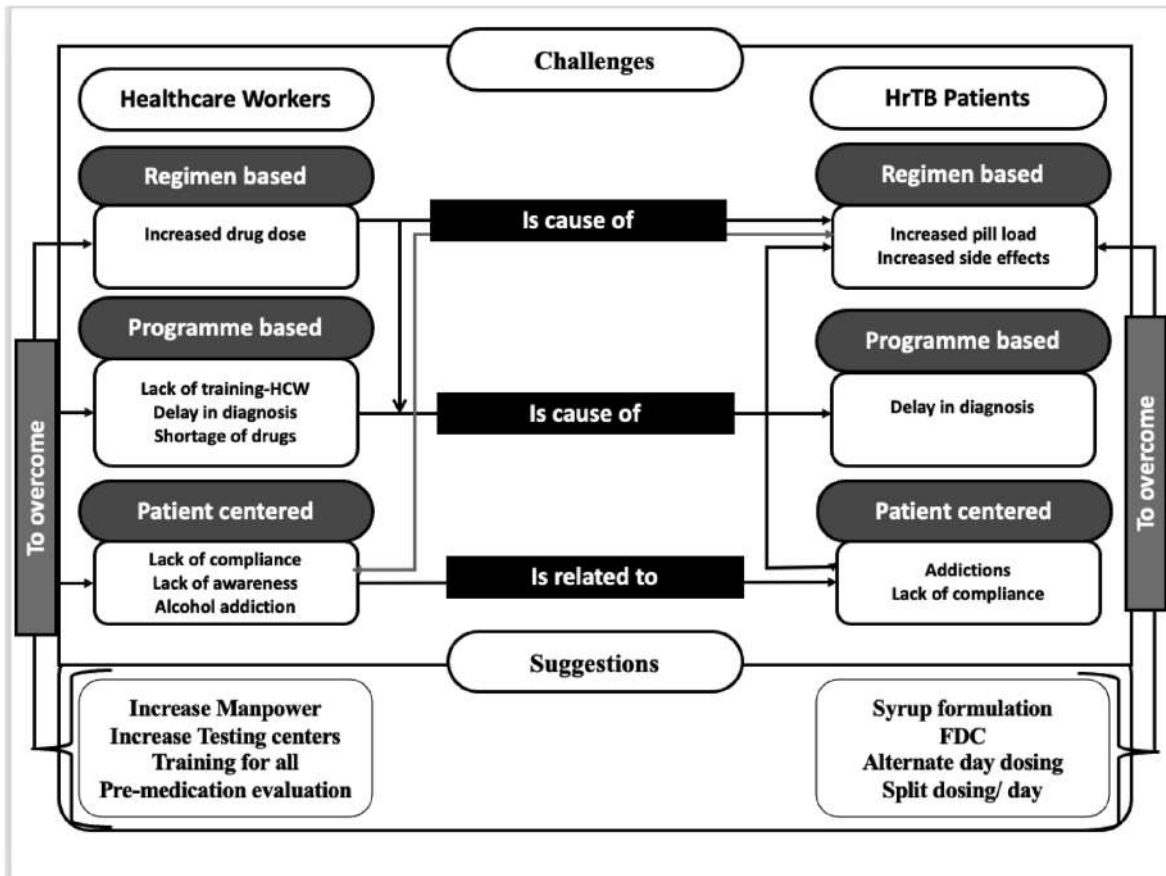 Challenges
Healthcare Workers
HrTB Patients
Regimen based
Increased drug dose
Is cause of
Regimen based
Increased pill load
Increased side effects
Programme based
Lack of training-HCW
Delay in diagnosis
Shortage of drugs
Is cause of
Programme based
Delay in diagnosis
Patient centered
Lack of compliance
Lack of awareness
Alcohol addiction
Is related to
Patient centered
Addictions
Lack of compliance
To overcome
To overcome
Suggestions
Increase Manpower
Increase Testing centers
Training for all
Pre-medication evaluation
Syrup formulation
FDC
Alternate day dosing
Split dosing/ day